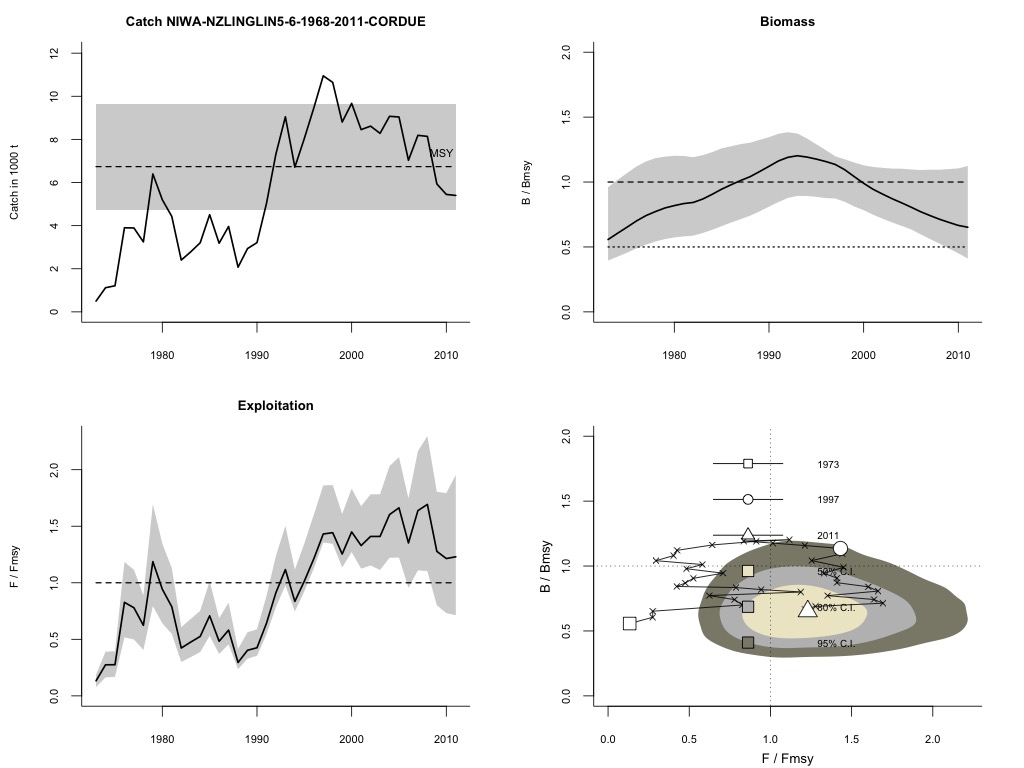 Catch NIWA-NZLINGLIN5-6-1968-2011-CORDUE
Catch in 1000 t
12
10
8
6
4
2
0
MSY
1980 1990 2000 2010
Biomass
B / Bmsy
2.0
1.5
1.0
0.5
0.0
1980 1990 2000 2010
Exploitation
F / Fmsy
2.0
1.5
1.0
0.5
0.0
1980 1990 2000 2010
B / Bmsy
2.0
1.5
1.0
0.5
0.0
1973
1997
2011
50% C.I.
80% C.I.
95% C.I.
0.0 0.5 1.0 1.5 2.0
F / Fmsy